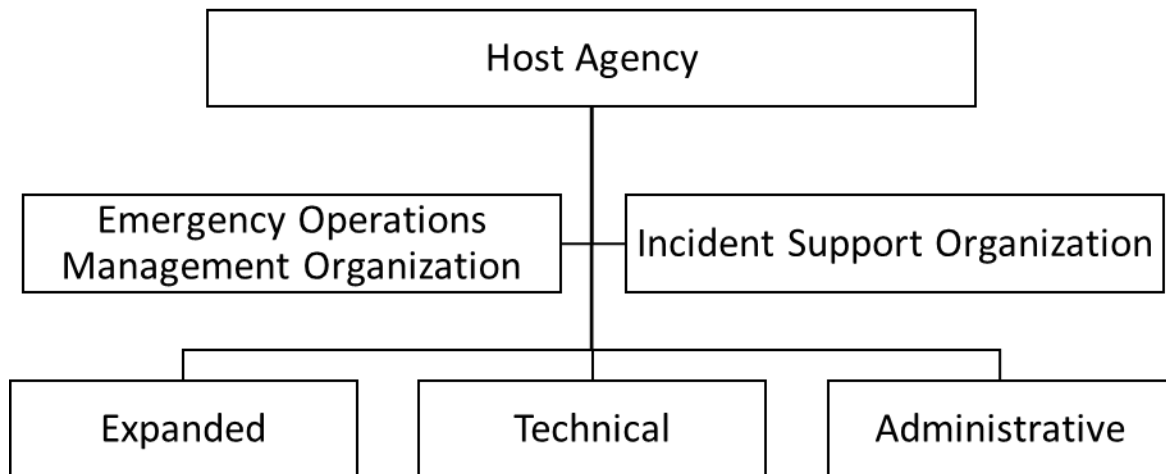 Host Agency
Emergency Operations
Management Organization
Incident Support Organization
Expanded
Technical
Administrative